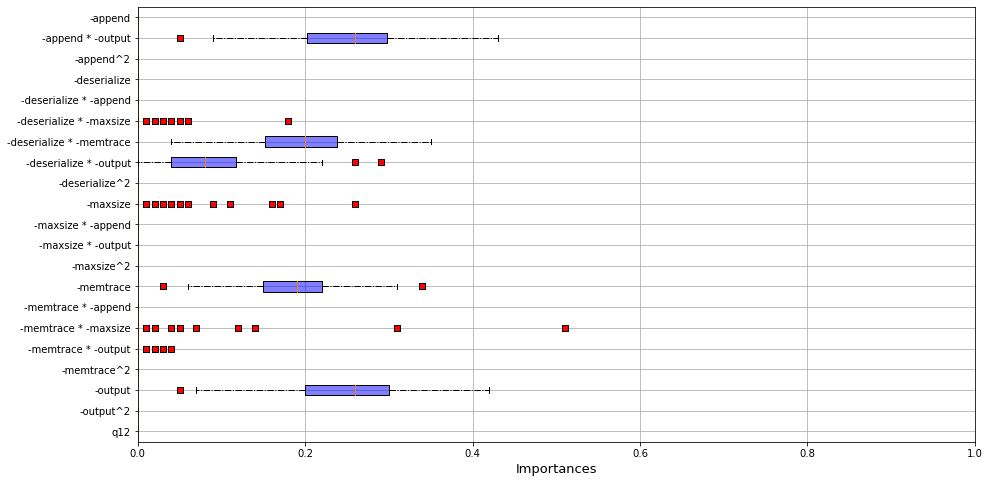 -append
-append * -output
-append^2
-deserialize
-deserialize * -append
-deserialize * -maxsize
-deserialize * -memtrace
-deserialize * -output
-deserialize^2
-maxsize
-maxsize * -append
-maxsize * -output
-maxsize^2
-memtrace
-memtrace * -append
-memtrace * -maxsize
-memtrace * -output
-memtrace^2
-output
-output^2
q12
0.0 0.2 0.4 0.6 0.8 1.0
Importances